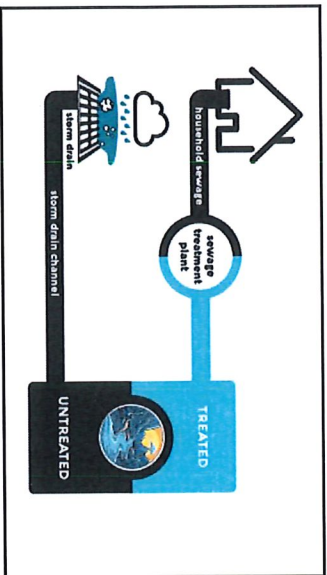 household sewage
sewage
treatment
plant
TREATED
storm drain
storm drain channel
UNTREATED